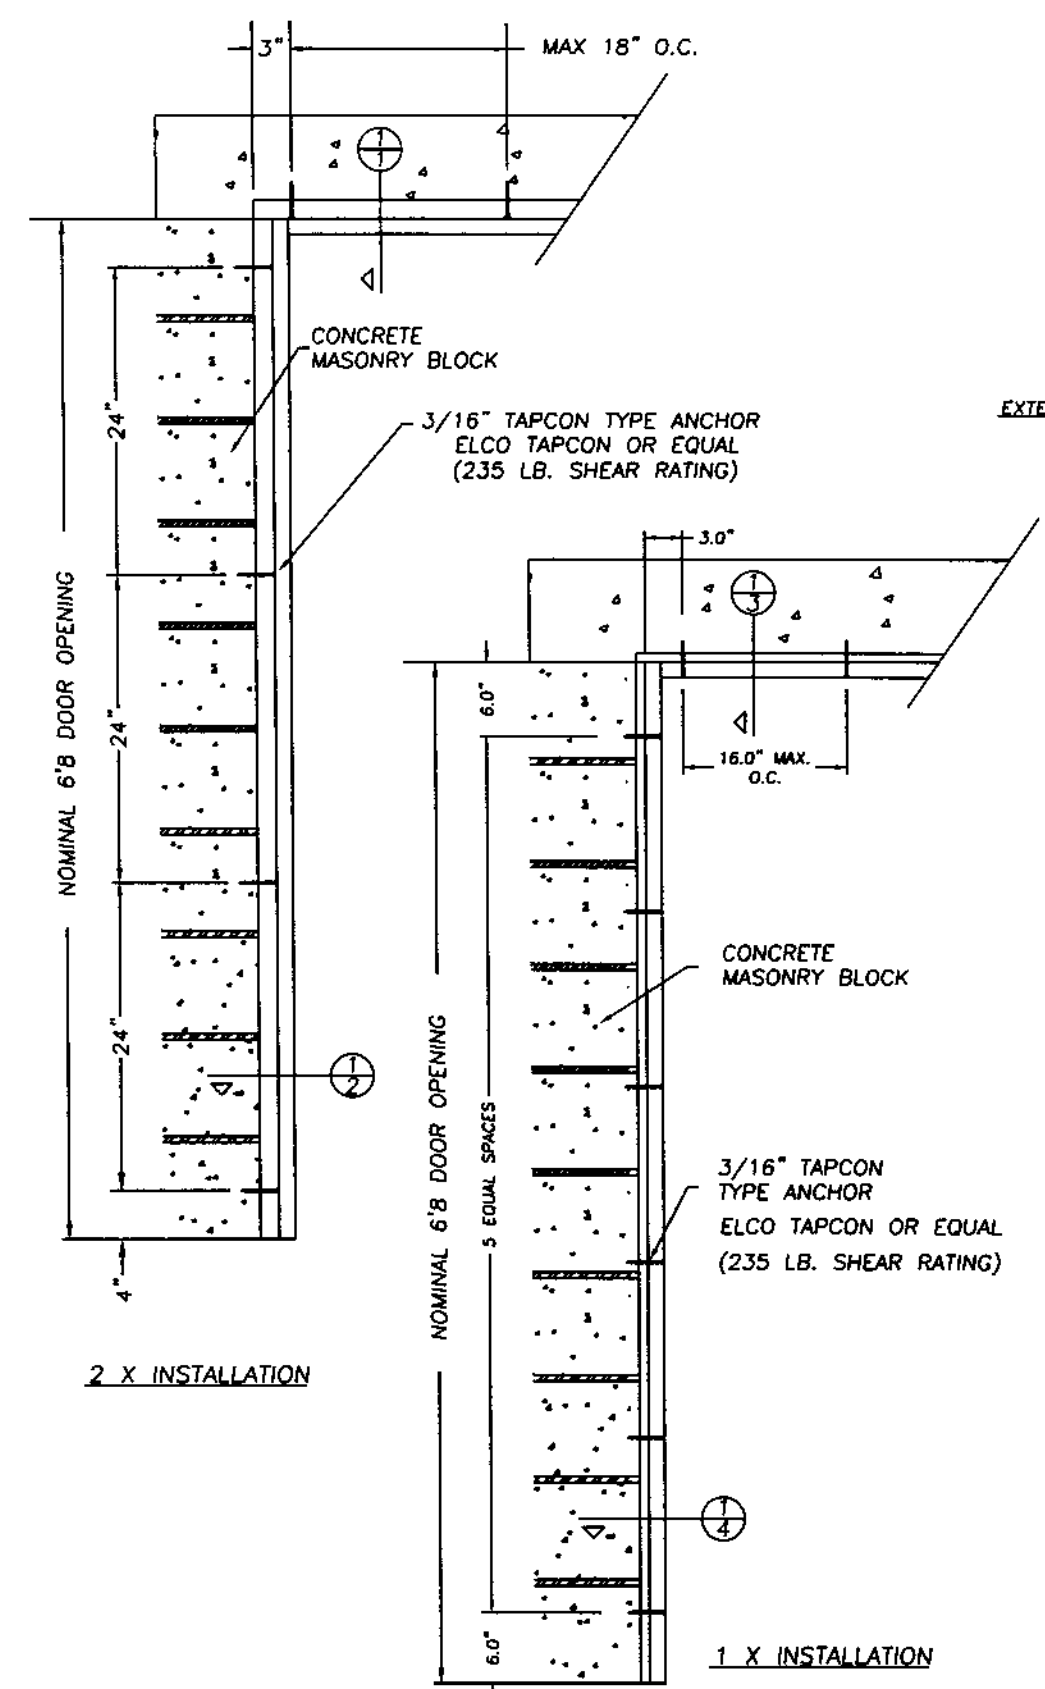 3" MAX 18" O.C.
1
1
CONCRETE
MASONRY BLOCK
24"
3/16" TAPCON TYPE ANCHOR
ELCO TAPCON OR EQUAL
(235 LB. SHEAR RATING)
NOMINAL 6'8 DOOR OPENING
24"
24"
1
2
4"
2 X INSTALLATION
EXTE
3.0"
1
3
6.0"
16.0" MAX.
O.C.
CONCRETE
MASONRY BLOCK
NOMINAL 6'8 DOOR OPENING
5 EQUAL SPACES
3/16" TAPCON
TYPE ANCHOR
ELCO TAPCON OR EQUAL
(235 LB. SHEAR RATING)
1
4
6.0"
1 X INSTALLATION